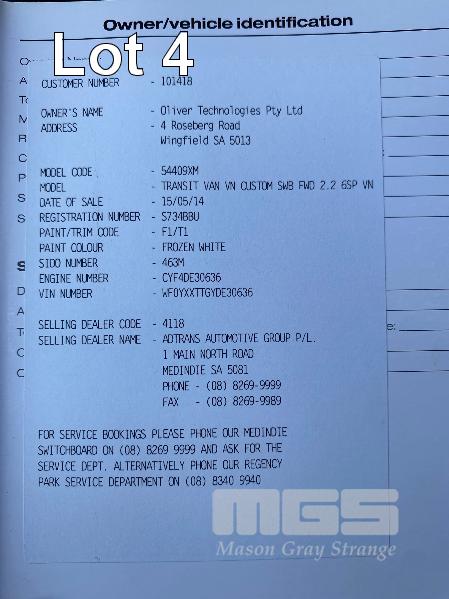 Owner/vehicle identification
Lot 4
CUSTOMER NUMBER - 101418
OWNER'S NAME - Oliver Technologies Pty Ltd
ADDRESS - 4 Roseberg Road
Wingfield SA 5013
MODEL CODE - 54409XM
MODEL - TRANSIT VAN VN CUSTOM SWB FWD 2.2 6SP VN
DATE OF SALE - 15/05/14
REGISTRATION NUMBER - S734BBU
PAINT/TRIM CODE - F1/T1
PAINT COLOUR - FROZEN WHITE
SIDO NUMBER - 463M
ENGINE NUMBER - CYF4DE30636
VIN NUMBER - WF0YXXTTGYDE30636
SELLING DEALER CODE - 4118
SELLING DEALER NAME - ADTRANS AUTOMOTIVE GROUP P/L.
1 MAIN NORTH ROAD
MEDINDIE SA 5081
PHONE - (08) 8269-9999
FAX - (08) 8269-9989
FOR SERVICE BOOKINGS PLEASE PHONE OUR MEDINDIE
SWITCHBOARD ON (08) 8269 9999 AND ASK FOR THE
SERVICE DEPT. ALTERNATIVELY PHONE OUR REGENCY
PARK SERVICE DEPARTMENT ON (08) 8340 9940
MGS
Mason Gray Strange